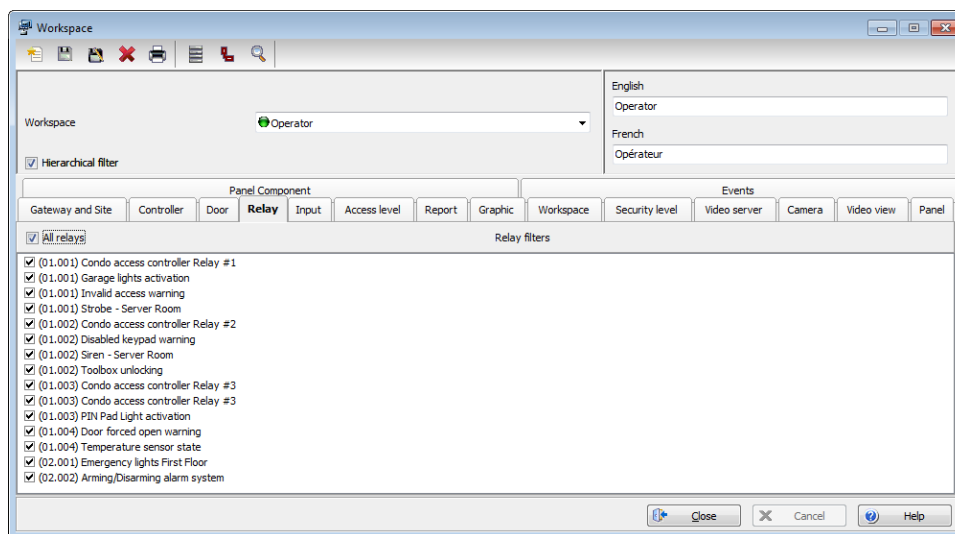 Workspace
English
Operator
Workspace
Operator
French
Opérateur
Hierarchical filter
Panel Component
Events
Gateway and Site
Controller
Door
Relay
Input
Access level
Report
Graphic
Workspace
Security level
Video server
Camera
Video view
Panel
All relays
Relay filters
(01.001) Condo access controller Relay #1
(01.001) Garage lights activation
(01.001) Invalid access warning
(01.001) Strobe - Server Room
(01.002) Condo access controller Relay #2
(01.002) Disabled keypad warning
(01.002) Siren - Server Room
(01.002) Toolbox unlocking
(01.003) Condo access controller Relay #3
(01.003) Condo access controller Relay #3
(01.003) PIN Pad Light activation
(01.004) Door forced open warning
(01.004) Temperature sensor state
(02.001) Emergency lights First Floor
(02.002) Arming/Disarming alarm system
Close
Cancel
Help